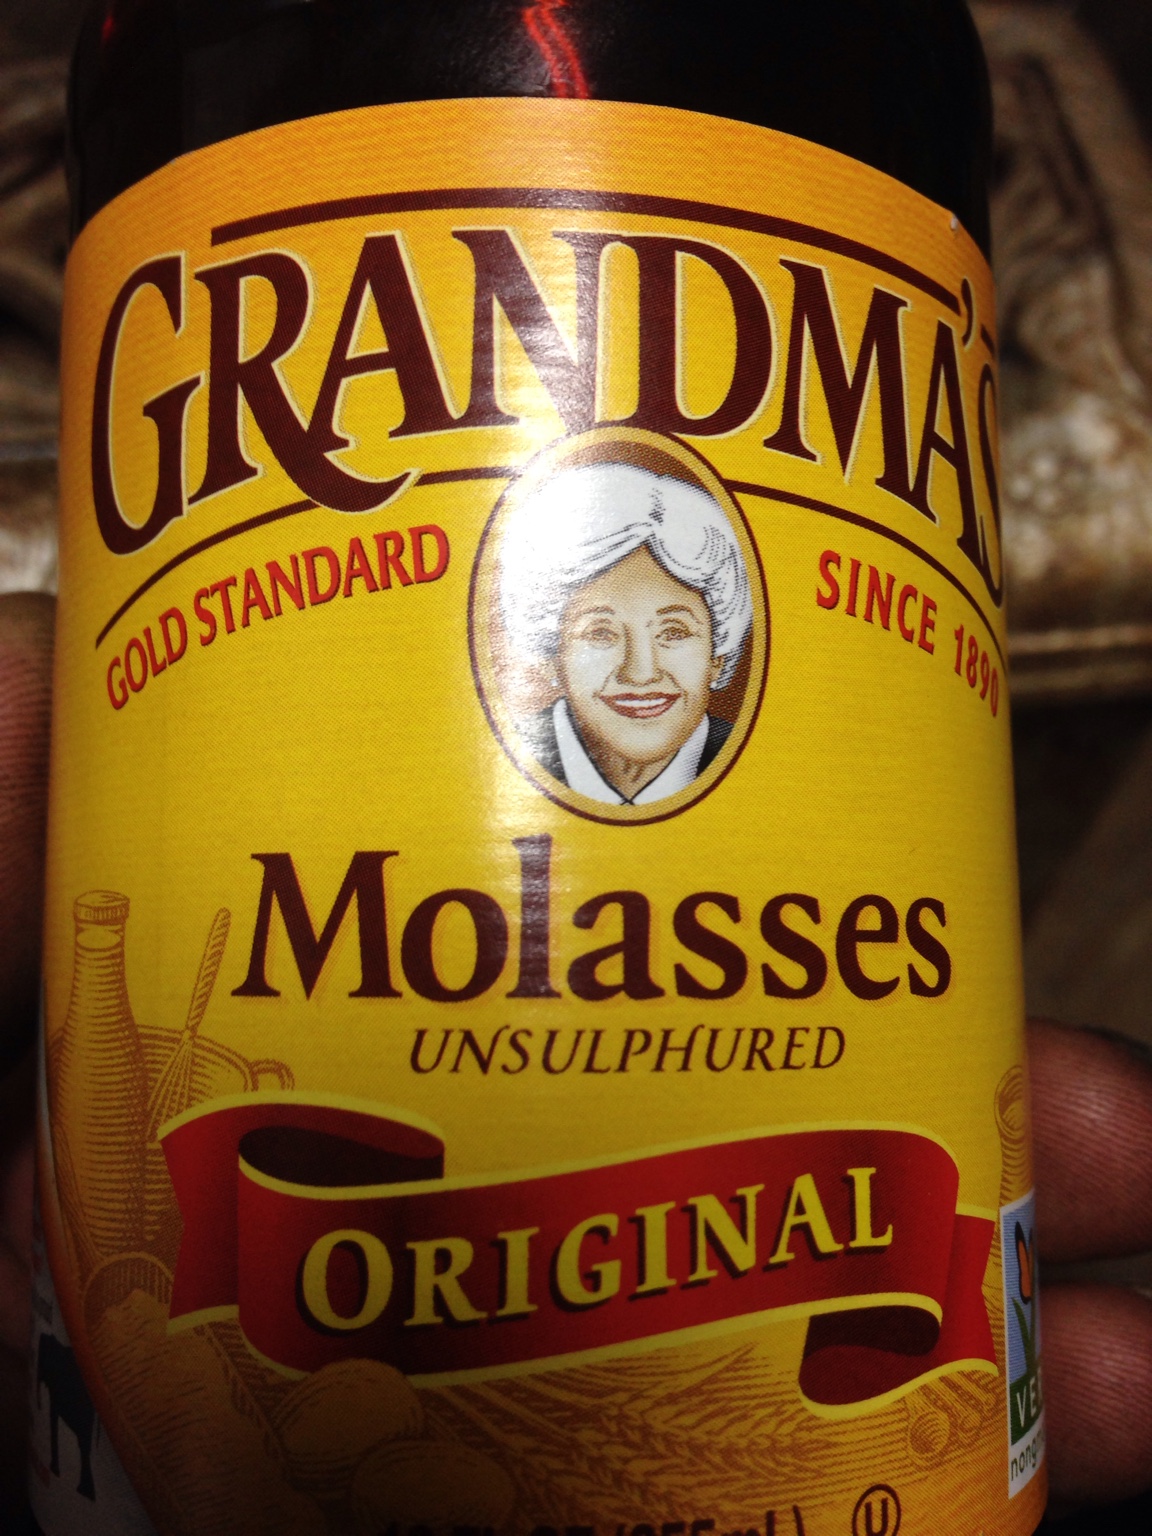 GRANDMA'S
GOLD STANDARD
SINCE 1890
Molasses
UNSULPHURED
ORIGINAL
U